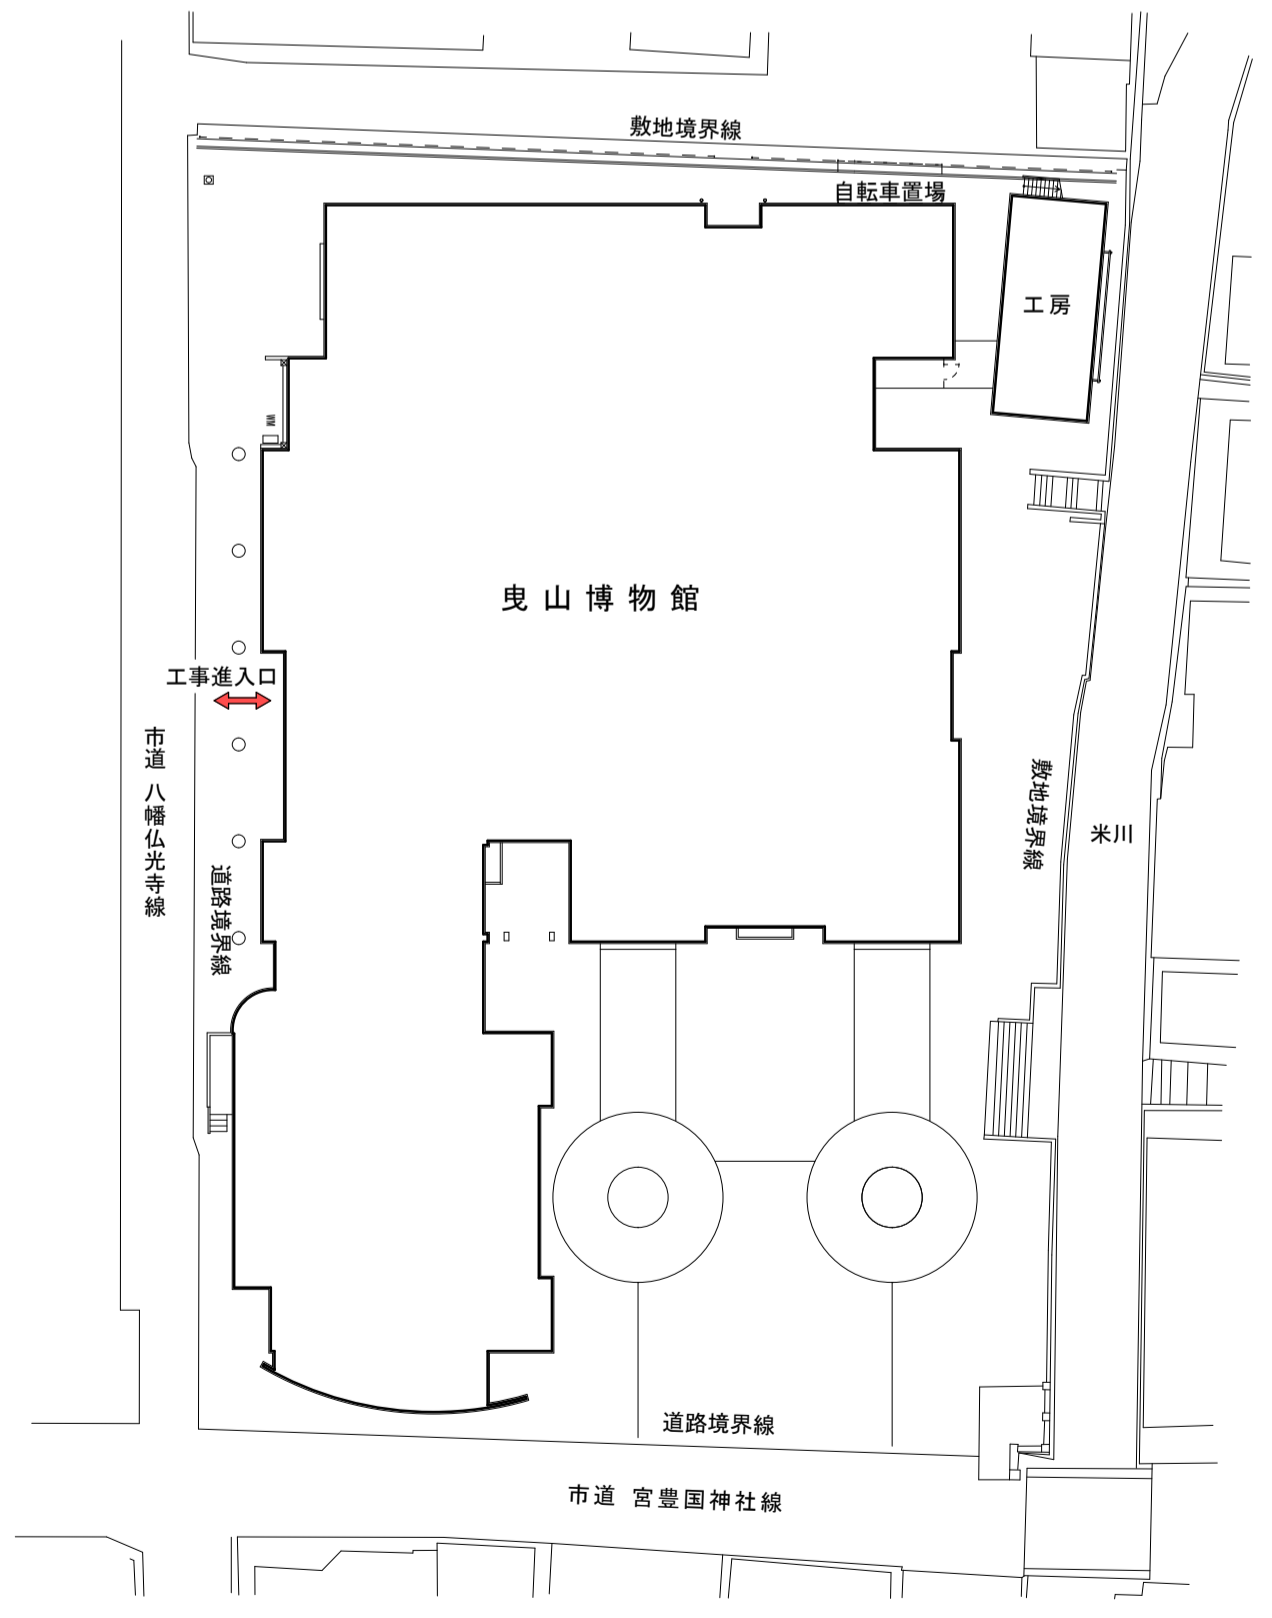 敷地境界線
自転車置場
工房
WM
曳山博物館
工事進入口
市道 八幡仏光寺線
敷地境界線
米川
道路境界線
道路境界線
市道 宮豊国神社線